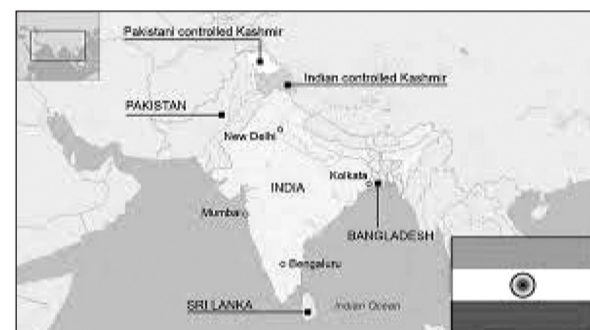 Pakistani controlled Kashmir
Indian controlled Kashmir
PAKISTAN
New Delhi
Kolkata
INDIA
Mumbai
BANGLADESH
Bengaluru
SRI LANKA
Indian Ocean